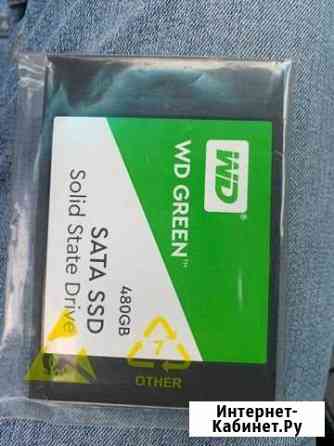 WD®
WD GREEN™
480GB
SATA SSD
Solid State Drive
7
OTHER
Интернет-
Кабинет.Ру